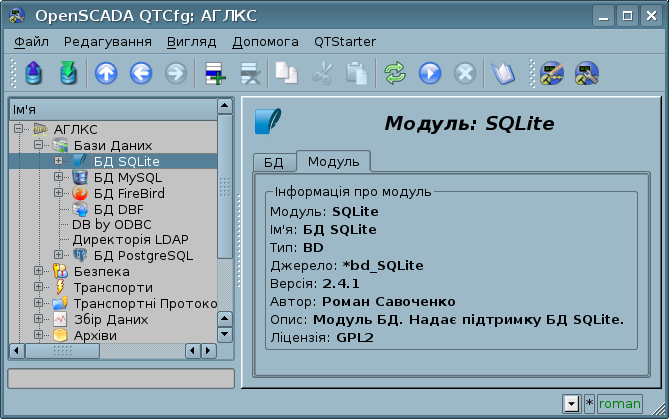 OpenSCADA QTCfg: АГЛКС
Файл Редагування Вигляд Допомога QTStarter
Ім'я
АГЛКС
Бази Даних
БД SQLite
БД MySQL
БД FireBird
БД DBF
DB by ODBC
Директорія LDAP
БД PostgreSQL
Безпека
Транспорти
Транспортні Протоко
Збір Даних
Архіви
Модуль: SQLite
БД Модуль
Інформація про модуль
Модуль: SQLite
Ім'я: БД SQLite
Тип: BD
Джерело: *bd_SQLite
Версія: 2.4.1
Автор: Роман Савоченко
Опис: Модуль БД. Надає підтримку БД SQLite.
Ліцензія: GPL2
* roman